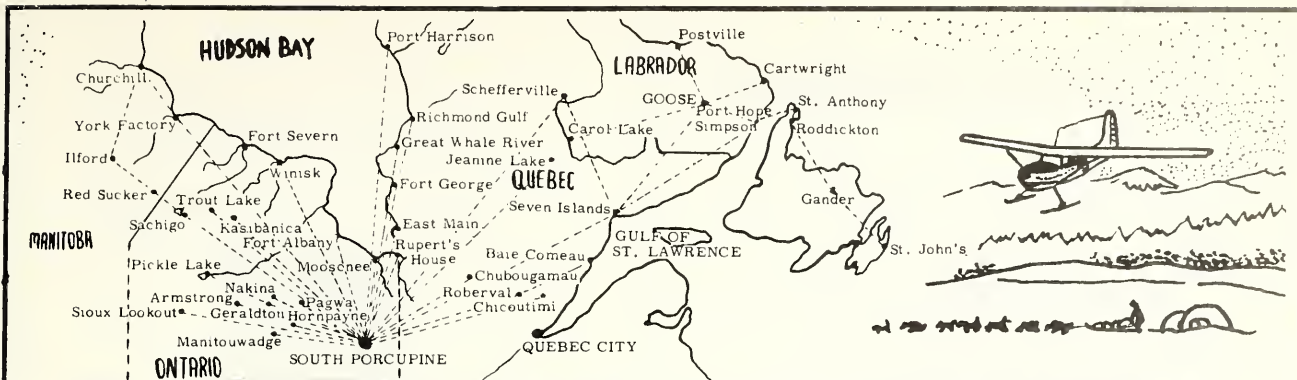 HUDSON BAY
Port Harrison
Postville
LABRADOR
Cartwright
Churchill
Schefferville
GOOSE
St. Anthony
Port Hope
Simpson
York Factory
Fort Severn
Richmond Gulf
Carol Lake
Roddickton
Ilford
Winisk
Great Whale River
Jeanne Lake
Red Sucker
Trout Lake
Fort George
QUEBEC
Sachigo
Kasibanica
Seven Islands
Gander
MANITOBA
Fort Albany
East Main
Rupert's
House
GULF OF
ST. LAWRENCE
St. John's
Pickle Lake
Moosonee
Baie Comeau
Chubougamau
Nakina
Armstrong
Pagwa
Roberval
Chicoutimi
Sioux Lookout
Geraldton
Hornpayne
Manitouwadge
SOUTH PORCUPINE
QUEBEC CITY
ONTARIO